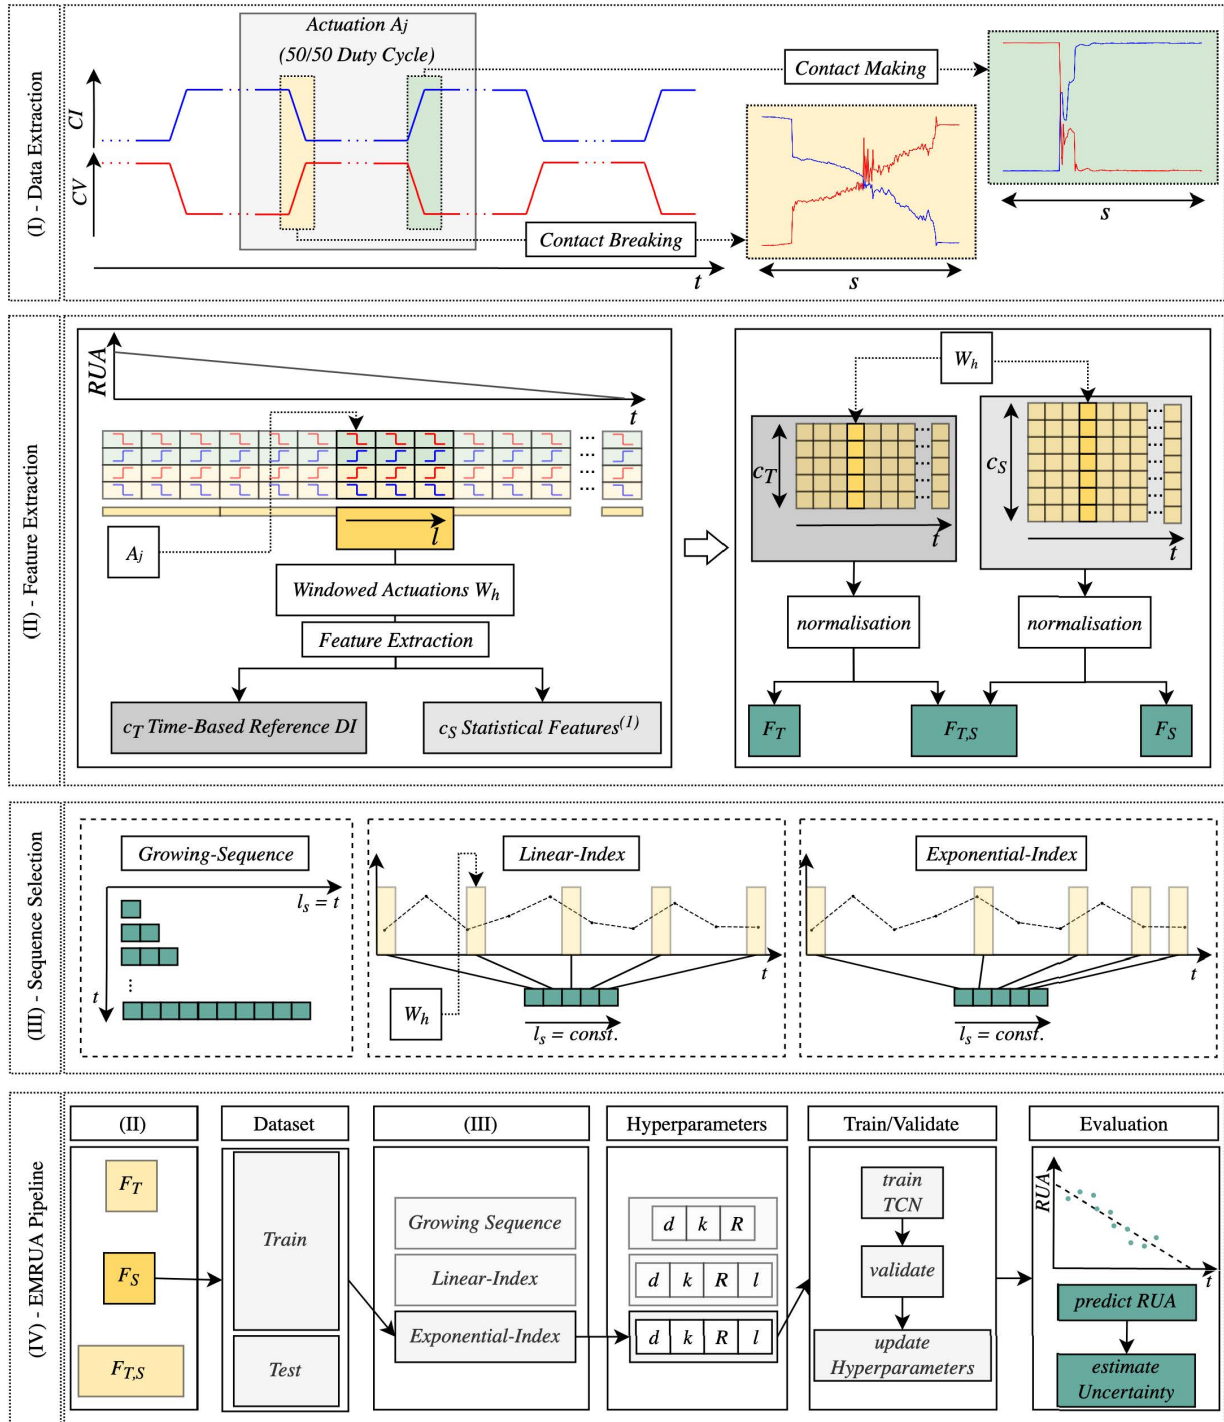 (I) - Data Extraction
Actuation Aj
(50/50 Duty Cycle)
CI
CV
t
Contact Making
Contact Breaking
s
s
(II) - Feature Extraction
RUA
t
Aj
l
Windowed Actuations Wh
Feature Extraction
cT Time-Based Reference DI
cS Statistical Features(1)
Wh
cT
t
cS
t
normalisation
normalisation
FT
FT,S
FS
(III) - Sequence Selection
Growing-Sequence
ls = t
t
Linear-Index
t
Wh
ls = const.
Exponential-Index
t
ls = const.
(IV) - EMRUA Pipeline
(II)
FT
FS
FT,S
Dataset
Train
Test
(III)
Growing Sequence
Linear-Index
Exponential-Index
Hyperparameters
d k R
d k R l
d k R l
Train/Validate
train
TCN
validate
update
Hyperparameters
Evaluation
RUA
t
predict RUA
estimate
Uncertainty